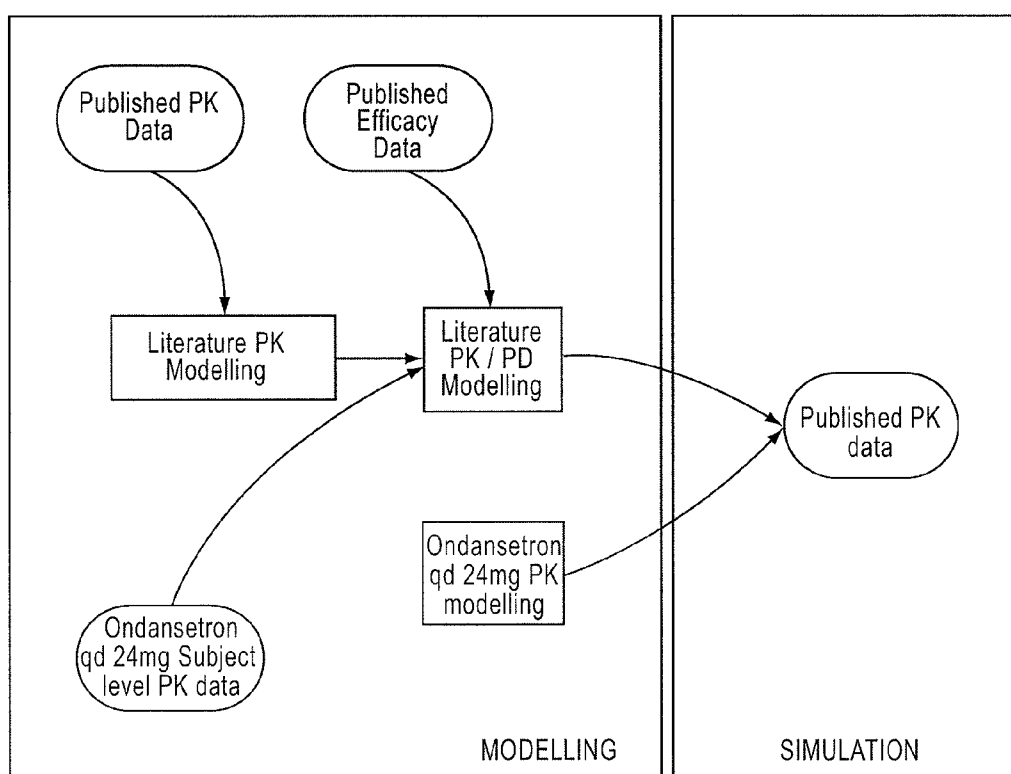 Published PK
Data
Published
Efficacy
Data
Literature PK
Modelling
Literature
PK / PD
Modelling
Published PK
data
Ondansetron
qd 24mg PK
modelling
Ondansetron
qd 24mg Subject
level PK data
MODELLING
SIMULATION